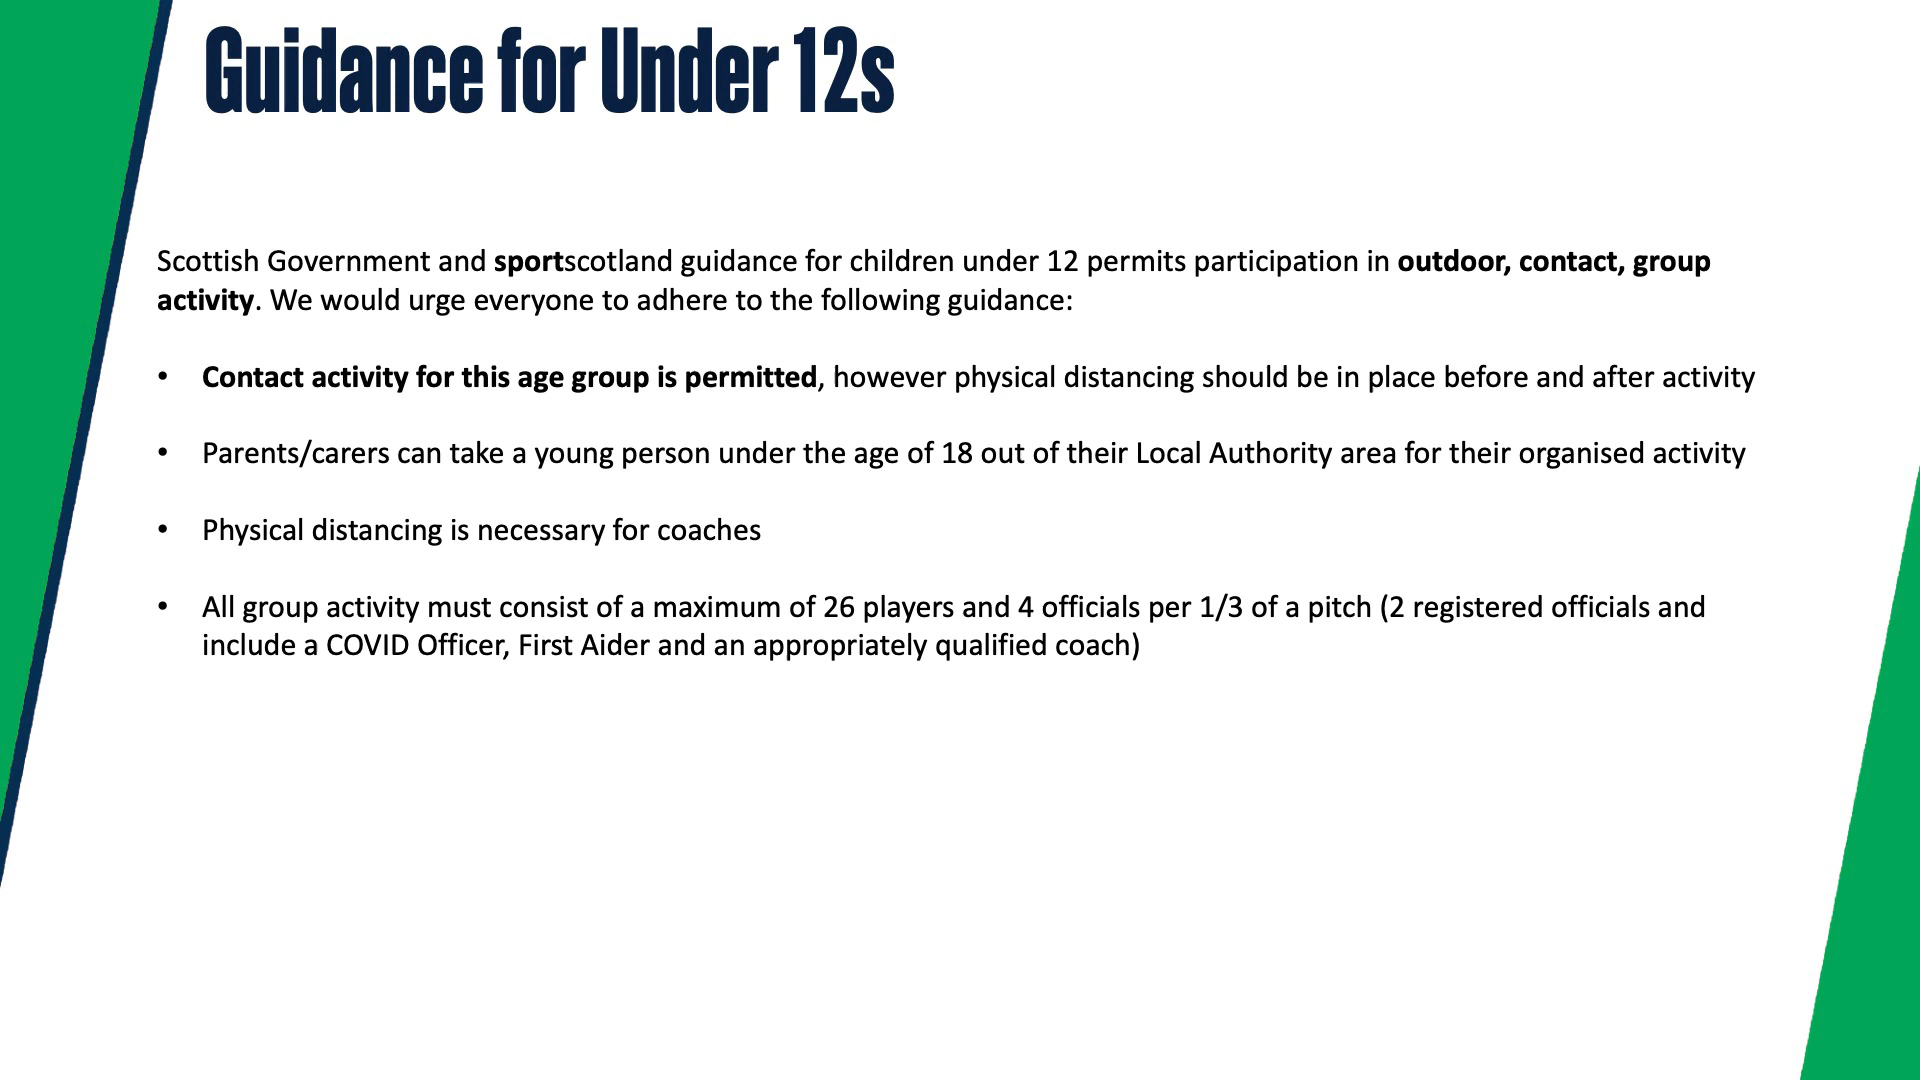 Guidance for Under 12s
Scottish Government and sportscotland guidance for children under 12 permits participation in outdoor, contact, group
activity. We would urge everyone to adhere to the following guidance:
• Contact activity for this age group is permitted, however physical distancing should be in place before and after activity
• Parents/carers can take a young person under the age of 18 out of their Local Authority area for their organised activity
• Physical distancing is necessary for coaches
• All group activity must consist of a maximum of 26 players and 4 officials per 1/3 of a pitch (2 registered officials and
include a COVID Officer, First Aider and an appropriately qualified coach)